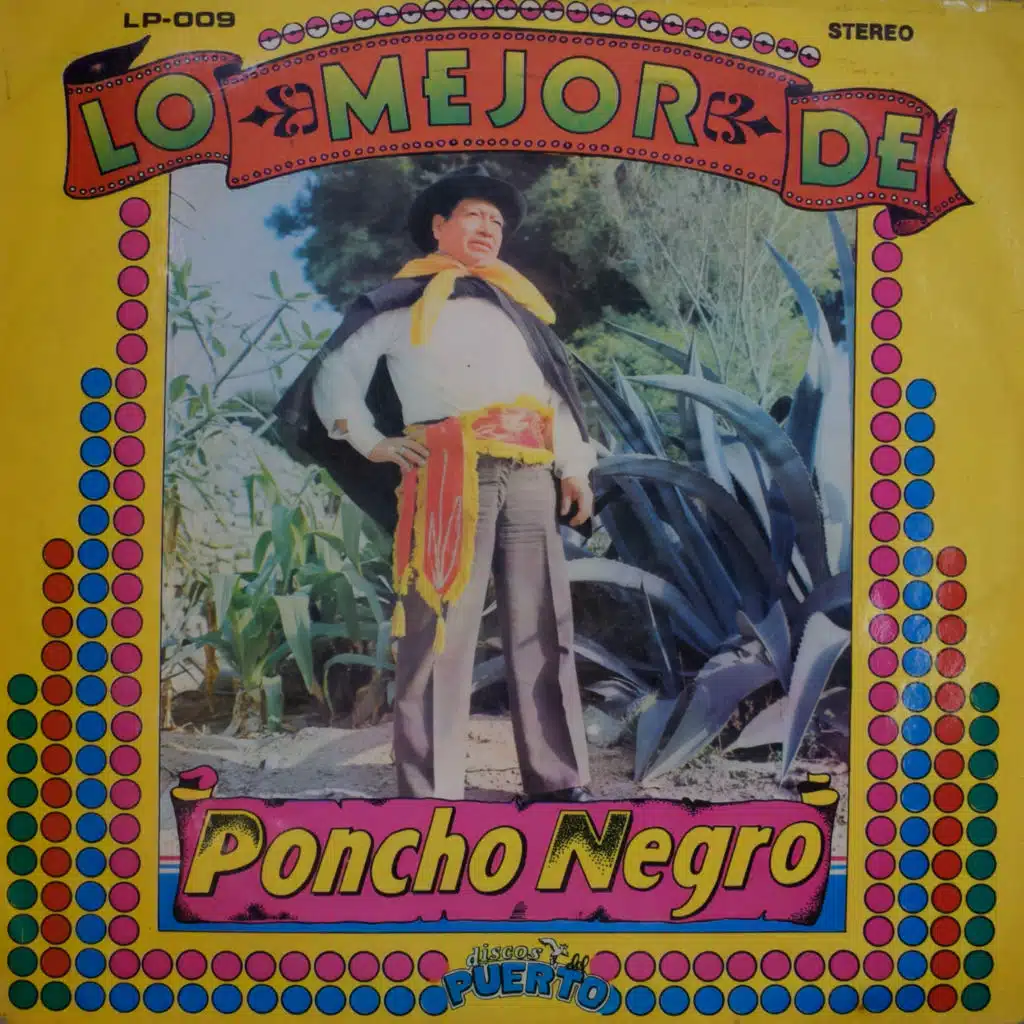 LP-009
STEREO
LO MEJOR DE
Poncho Negro
discos del
PUERTO